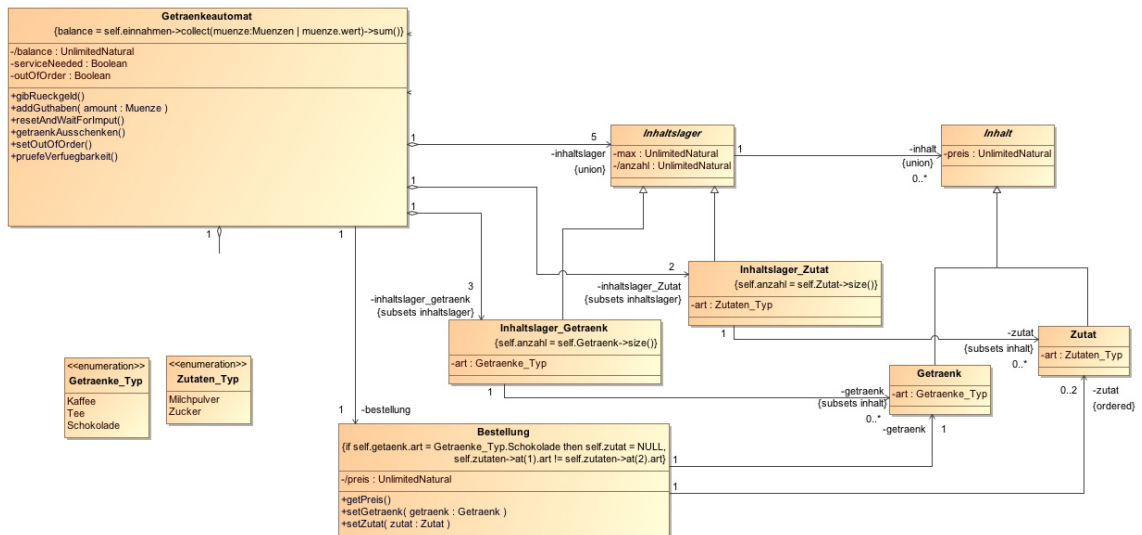 Getraenkeautomat
{balance = self.einnahmen->collect(muenze:Muenzen | muenze.wert)->sum()}
-/balance : UnlimitedNatural
-serviceNeeded : Boolean
-outOfOrder : Boolean
+gibRueckgeld()
+addGuthaben( amount : Muenze )
+resetAndWaitForImput()
+getraenkAusschenken()
+setOutOfOrder()
+pruefeVerfuegbarkeit()
1
1
1
1
1
5
-inhaltslager
{union}
Inhaltslager
-max : UnlimitedNatural
-/anzahl : UnlimitedNatural
1
-inhalt
{union}
0..*
Inhalt
-preis : UnlimitedNatural
2
-inhaltslager_Zutat
{subsets inhaltslager}
Inhaltslager_Zutat
{self.anzahl = self.Zutat->size()}
-art : Zutaten_Typ
1
3
-inhaltslager_getraenk
{subsets inhaltslager}
Inhaltslager_Getraenk
{self.anzahl = self.Getraenk->size()}
-art : Getraenke_Typ
1
-zutat
{subsets inhalt}
0..*
Zutat
-art : Zutaten_Typ
0..2
-zutat
{ordered}
-getraenk
{subsets inhalt}
0..*
Getraenk
-art : Getraenke_Typ
-getraenk
1
<<enumeration>>
Getraenke_Typ
Kaffee
Tee
Schokolade
<<enumeration>>
Zutaten_Typ
Milchpulver
Zucker
1
-bestellung
Bestellung
{if self.getaenk.art = Getraenke_Typ.Schokolade then self.zutat = NULL,
self.zutaten->at(1).art != self.zutaten->at(2).art}
-/preis : UnlimitedNatural
+getPreis()
+setGetraenk( getraenk : Getraenk )
+setZutat( zutat : Zutat )
1
1